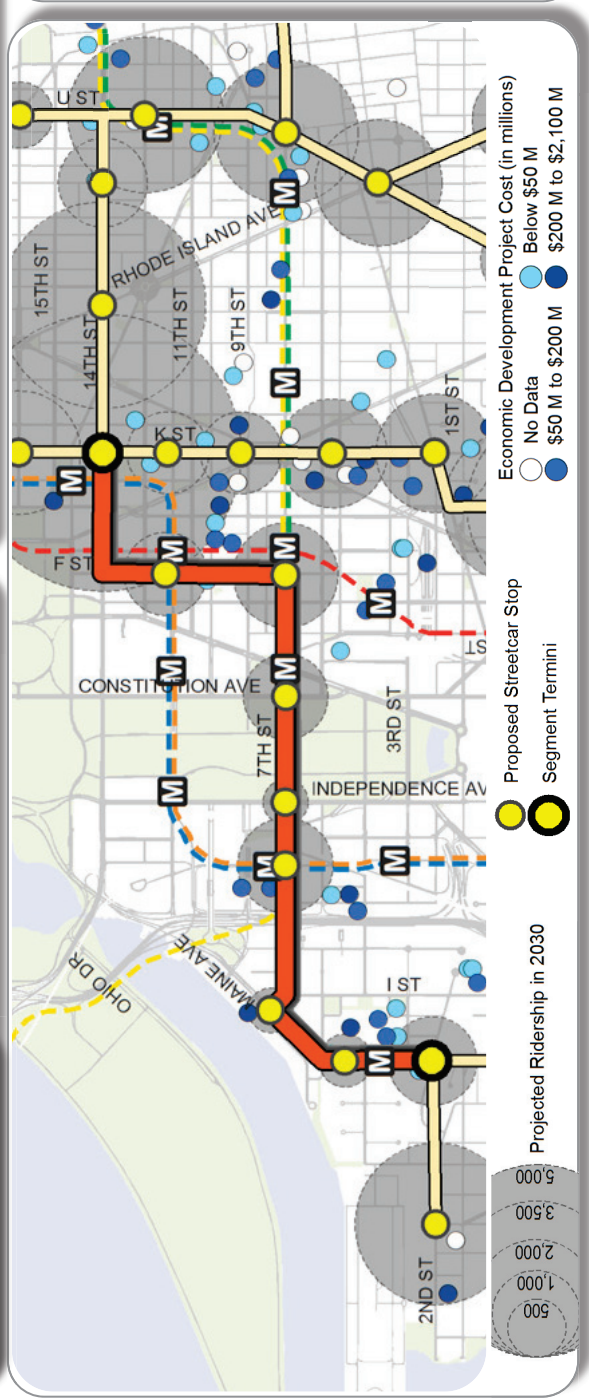 U ST
M
RHODE ISLAND AVE
M
15TH ST
14TH ST
11TH ST
9TH ST
M
K ST
1ST ST
M
F ST
M
M
M
ST
M
CONSTITUTION AVE
M
7TH ST
3RD ST
M
INDEPENDENCE AV
M
M
OHIO DR
MAINE AVE
I ST
M
2ND ST
Economic Development Project Cost (in millions)
No Data
Below $50 M
$50 M to $200 M
$200 M to $2,100 M
Proposed Streetcar Stop
Segment Termini
Projected Ridership in 2030
5,000
3,500
2,000
1,000
500